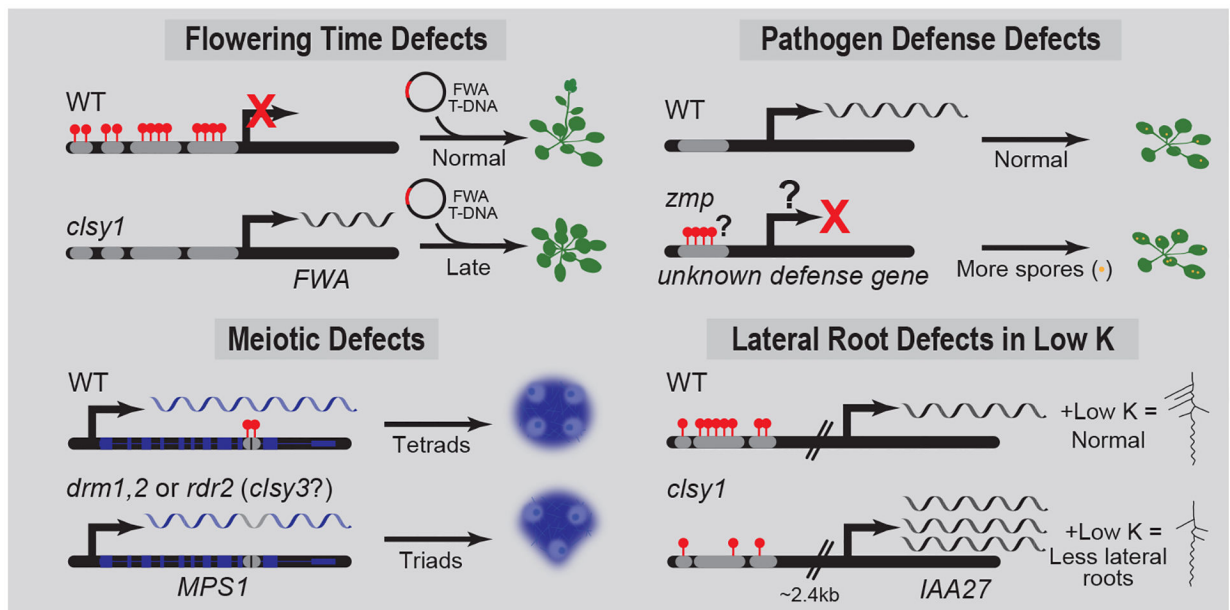 Flowering Time Defects
WT
X
FWA
T-DNA
Normal
clsy1
FWA
T-DNA
Late
FWA
Pathogen Defense Defects
WT
Normal
zmp
?
?
X
unknown defense gene
More spores ( )
Meiotic Defects
WT
Tetrads
drm1,2 or rdr2 (clsy3?)
Triads
MPS1
Lateral Root Defects in Low K
WT
+Low K =
Normal
clsy1
+Low K =
Less lateral
roots
~2.4kb
IAA27